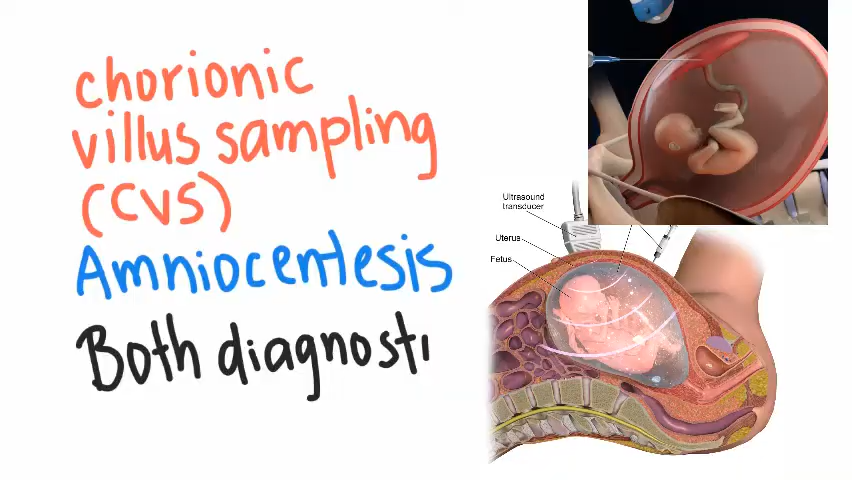 chorionic
villus sampling
(CVS)
Amniocentesis
Both diagnosti
Ultrasound
transducer
Uterus
Fetus